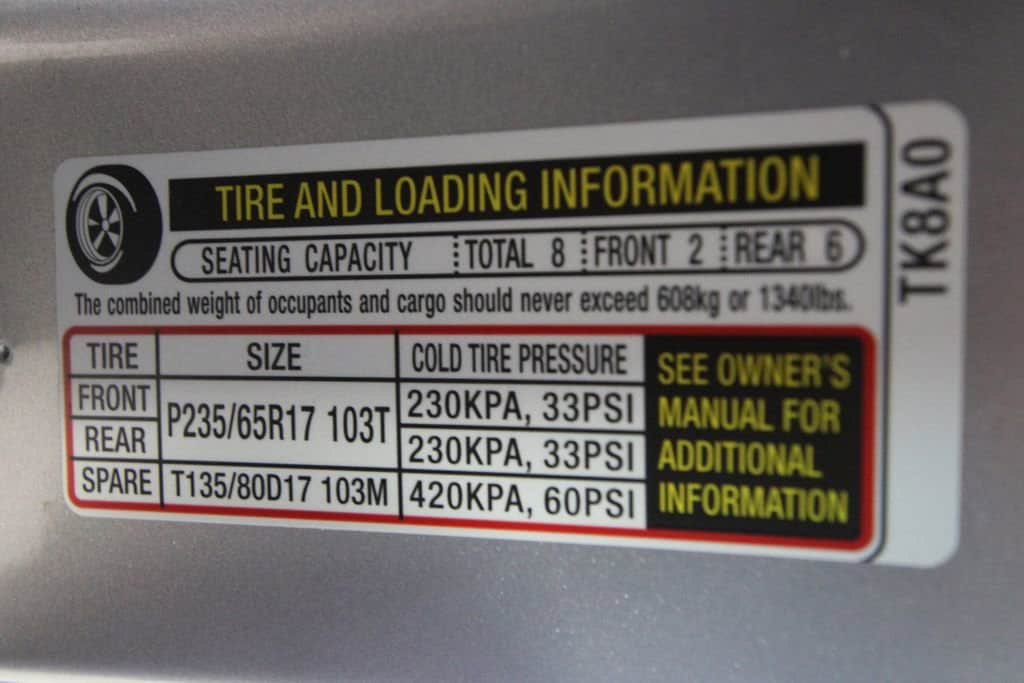 TIRE AND LOADING INFORMATION
SEATING CAPACITY TOTAL 8 FRONT 2 REAR 6
The combined weight of occupants and cargo should never exceed 608kg or 1340lbs.
TIRE SIZE COLD TIRE PRESSURE
FRONT P235/65R17 103T 230KPA, 33PSI
REAR 230KPA, 33PSI
SPARE T135/80D17 103M 420KPA, 60PSI
SEE OWNER'S
MANUAL FOR
ADDITIONAL
INFORMATION
TK8A0